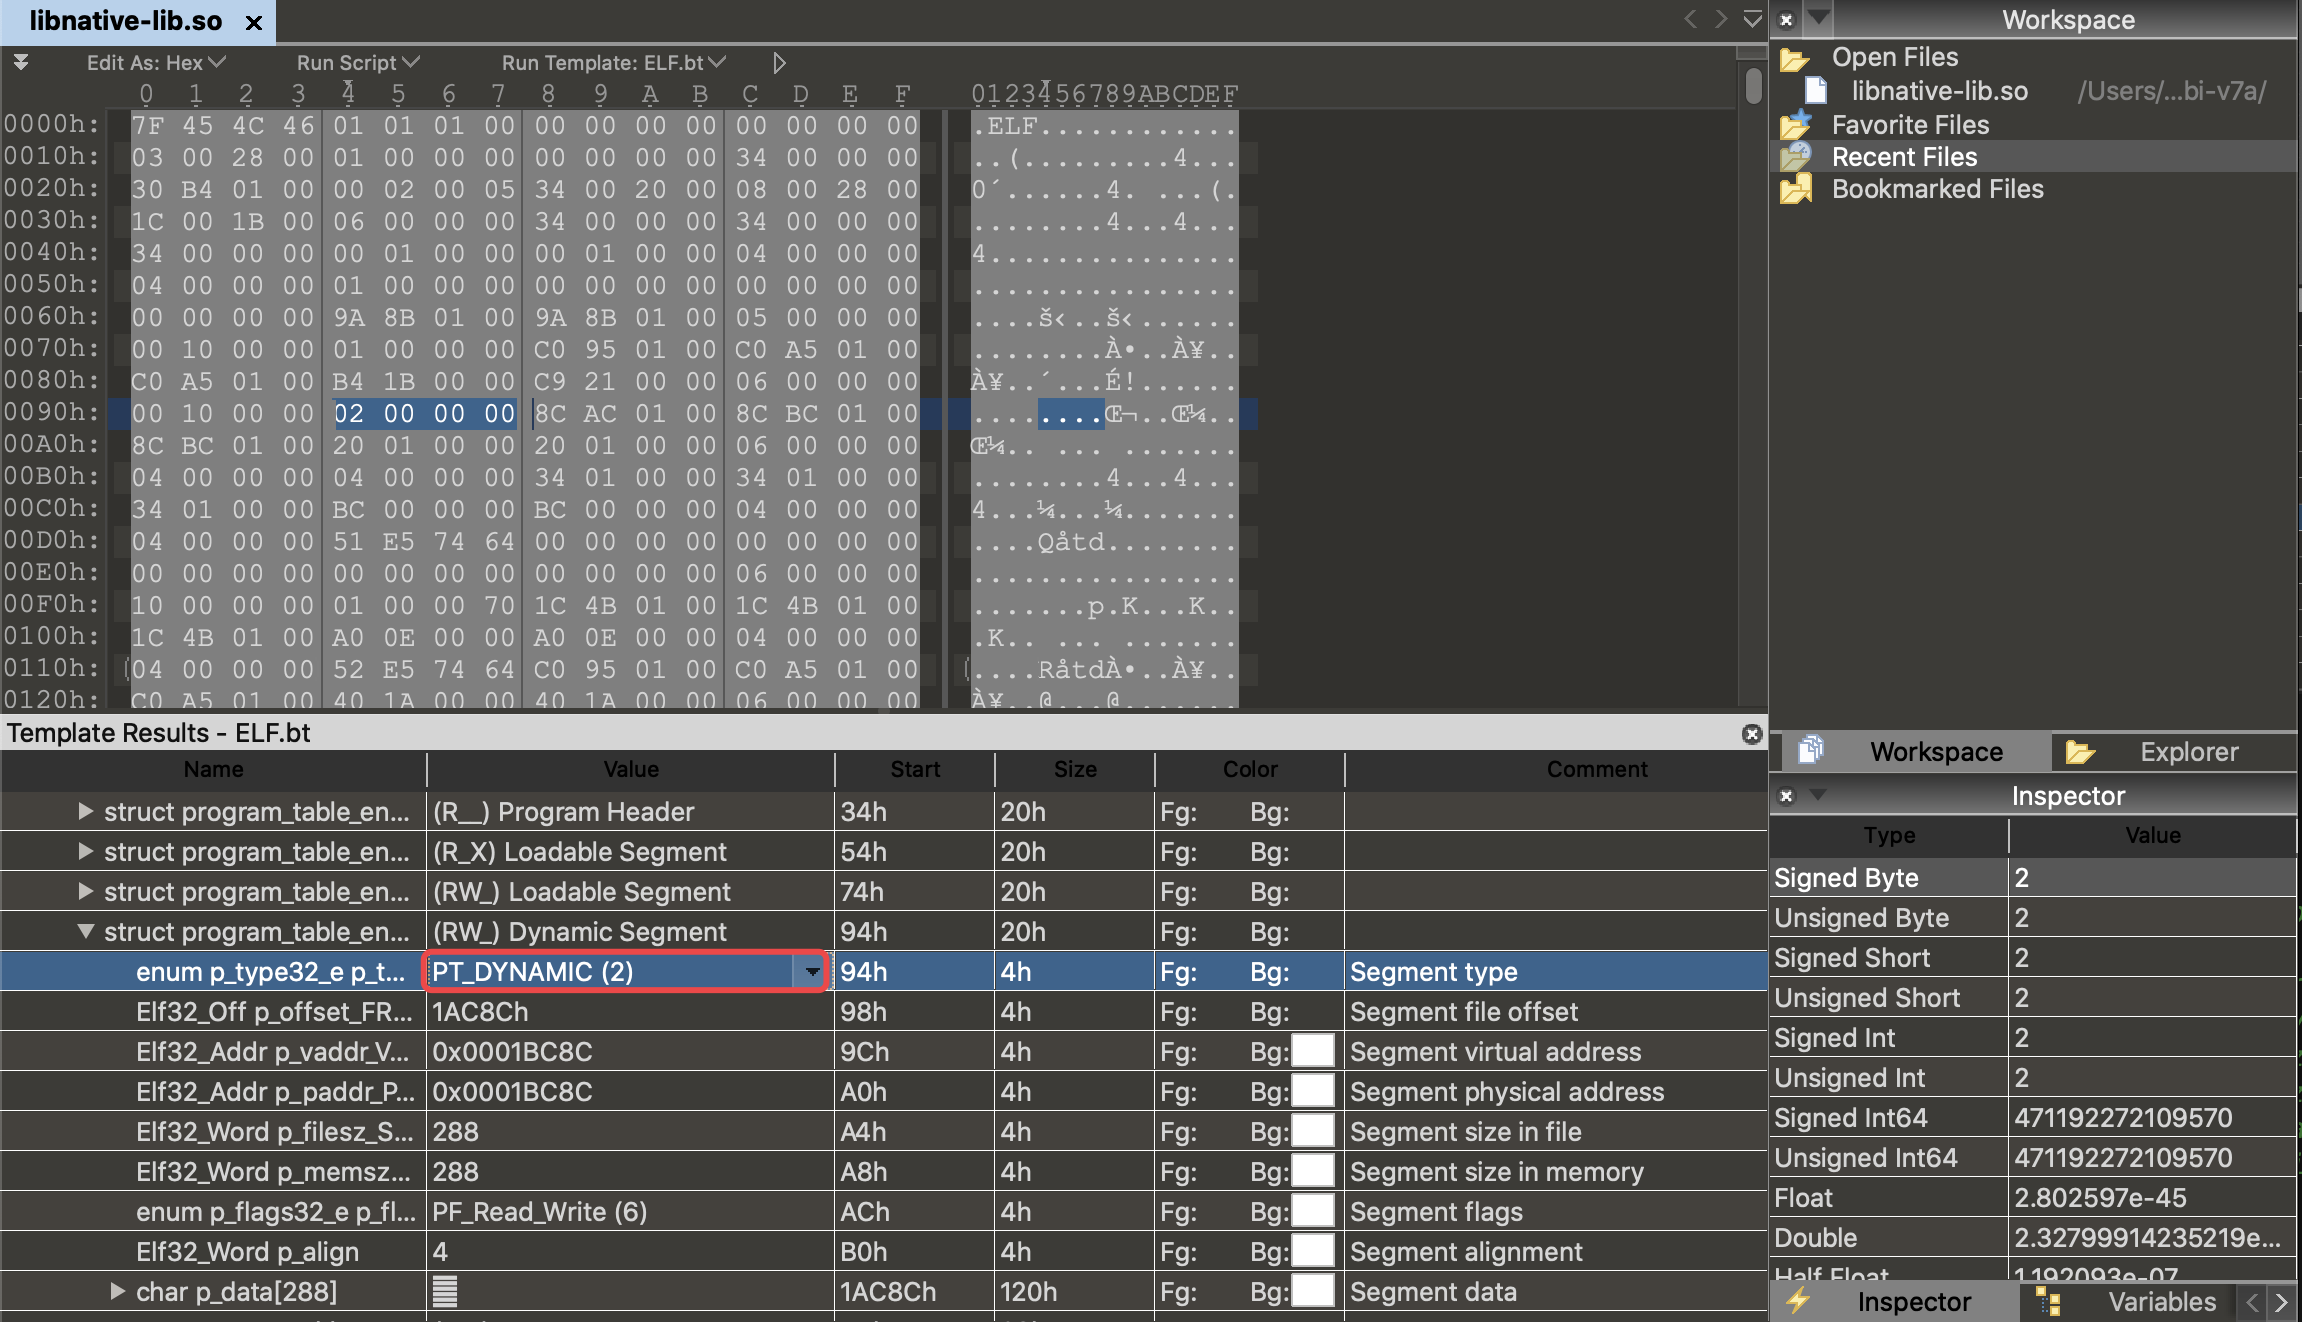 libnative-lib.so
Edit As: Hex Run Script Run Template: ELF.bt
0 1 2 3 4 5 6 7 8 9 A B C D E F 0123456789ABCDEF
0000h: 7F 45 4C 46 01 01 01 00 00 00 00 00 00 00 00 00 .ELF............
0010h: 03 00 28 00 01 00 00 00 00 00 00 00 34 00 00 00 ..(.........4...
0020h: 30 B4 01 00 00 02 00 05 34 00 20 00 08 00 28 00 0´......4. ...(.
0030h: 1C 00 1B 00 06 00 00 00 34 00 00 00 34 00 00 00 ........4...4...
0040h: 34 00 00 00 00 01 00 00 00 01 00 00 04 00 00 00 4...............
0050h: 04 00 00 00 01 00 00 00 00 00 00 00 00 00 00 00 ................
0060h: 00 00 00 00 9A 8B 01 00 9A 8B 01 00 05 00 00 00 ....š‹..š‹......
0070h: 00 10 00 00 01 00 00 00 C0 95 01 00 C0 A5 01 00 ........À•..À¥..
0080h: C0 A5 01 00 B4 1B 00 00 C9 21 00 00 06 00 00 00 À¥..´...É!......
0090h: 00 10 00 00 02 00 00 00 8C AC 01 00 8C BC 01 00 ........Œ¬..Œ¼..
00A0h: 8C BC 01 00 20 01 00 00 20 01 00 00 06 00 00 00 Œ¼.. ... .......
00B0h: 04 00 00 00 04 00 00 00 34 01 00 00 34 01 00 00 ........4...4...
00C0h: 34 01 00 00 BC 00 00 00 BC 00 00 00 04 00 00 00 4...¼...¼.......
00D0h: 04 00 00 00 51 E5 74 64 00 00 00 00 00 00 00 00 ....Qåtd........
00E0h: 00 00 00 00 00 00 00 00 00 00 00 00 06 00 00 00 ................
00F0h: 10 00 00 00 01 00 00 70 1C 4B 01 00 1C 4B 01 00 .......p.K...K..
0100h: 1C 4B 01 00 A0 0E 00 00 A0 0E 00 00 04 00 00 00 .K.. ... .......
0110h: 04 00 00 00 52 E5 74 64 C0 95 01 00 C0 A5 01 00 ....RåtdÀ•..À¥..
0120h: C0 A5 01 00 40 1A 00 00 40 1A 00 00 06 00 00 00 À¥..@...@.......
Template Results - ELF.bt
Name Value Start Size Color Comment
struct program_table_en... (R__) Program Header 34h 20h Fg: Bg:
struct program_table_en... (R_X) Loadable Segment 54h 20h Fg: Bg:
struct program_table_en... (RW_) Loadable Segment 74h 20h Fg: Bg:
struct program_table_en... (RW_) Dynamic Segment 94h 20h Fg: Bg:
enum p_type32_e p_t... PT_DYNAMIC (2) 94h 4h Fg: Bg: Segment type
Elf32_Off p_offset_FR... 1AC8Ch 98h 4h Fg: Bg: Segment file offset
Elf32_Addr p_vaddr_V... 0x0001BC8C 9Ch 4h Fg: Bg: Segment virtual address
Elf32_Addr p_paddr_P... 0x0001BC8C A0h 4h Fg: Bg: Segment physical address
Elf32_Word p_filesz_S... 288 A4h 4h Fg: Bg: Segment size in file
Elf32_Word p_memsz... 288 A8h 4h Fg: Bg: Segment size in memory
enum p_flags32_e p_fl... PF_Read_Write (6) ACh 4h Fg: Bg: Segment flags
Elf32_Word p_align 4 B0h 4h Fg: Bg: Segment alignment
char p_data[288] 1AC8Ch 120h Fg: Bg: Segment data
Workspace
Open Files
libnative-lib.so /Users/...bi-v7a/
Favorite Files
Recent Files
Bookmarked Files
Workspace Explorer
Inspector
Type Value
Signed Byte 2
Unsigned Byte 2
Signed Short 2
Unsigned Short 2
Signed Int 2
Unsigned Int 2
Signed Int64 471192272109570
Unsigned Int64 471192272109570
Float 2.802597e-45
Double 2.32799914235219e...
Half Float 1.192093e-07
Inspector Variables